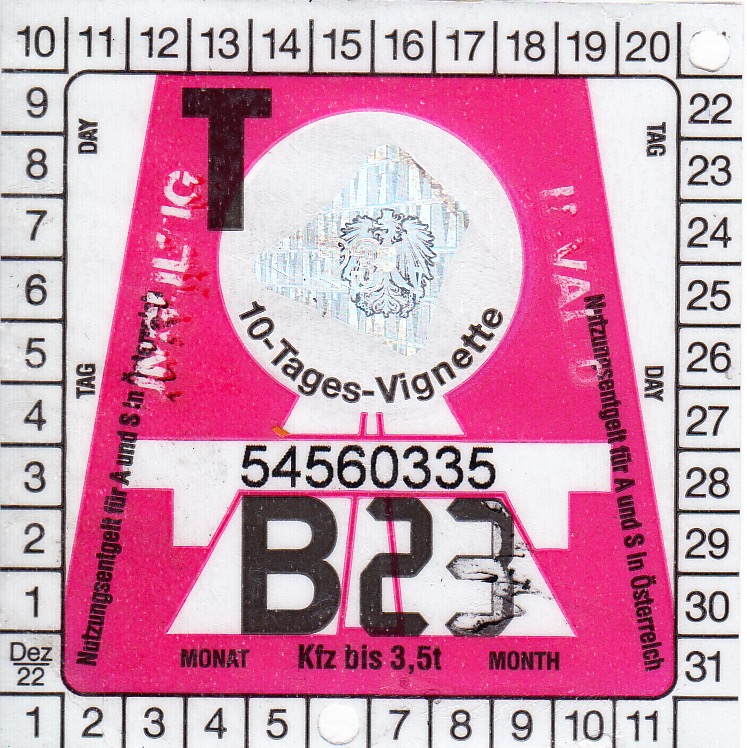 10 11 12 13 14 15 16 17 18 19 20
9 22
8 23
7 24
6 25
5 26
4 27
3 28
2 29
1 30
Dez 22 31
1 2 3 4 5 7 8 9 10 11
DAY
TAG
T
10-Tages-Vignette
TAG
DAY
Nutzungsentgelt für A und S in Österreich
Nutzungsentgelt für A und S in Österreich
54560335
B23
MONAT Kfz bis 3,5t MONTH